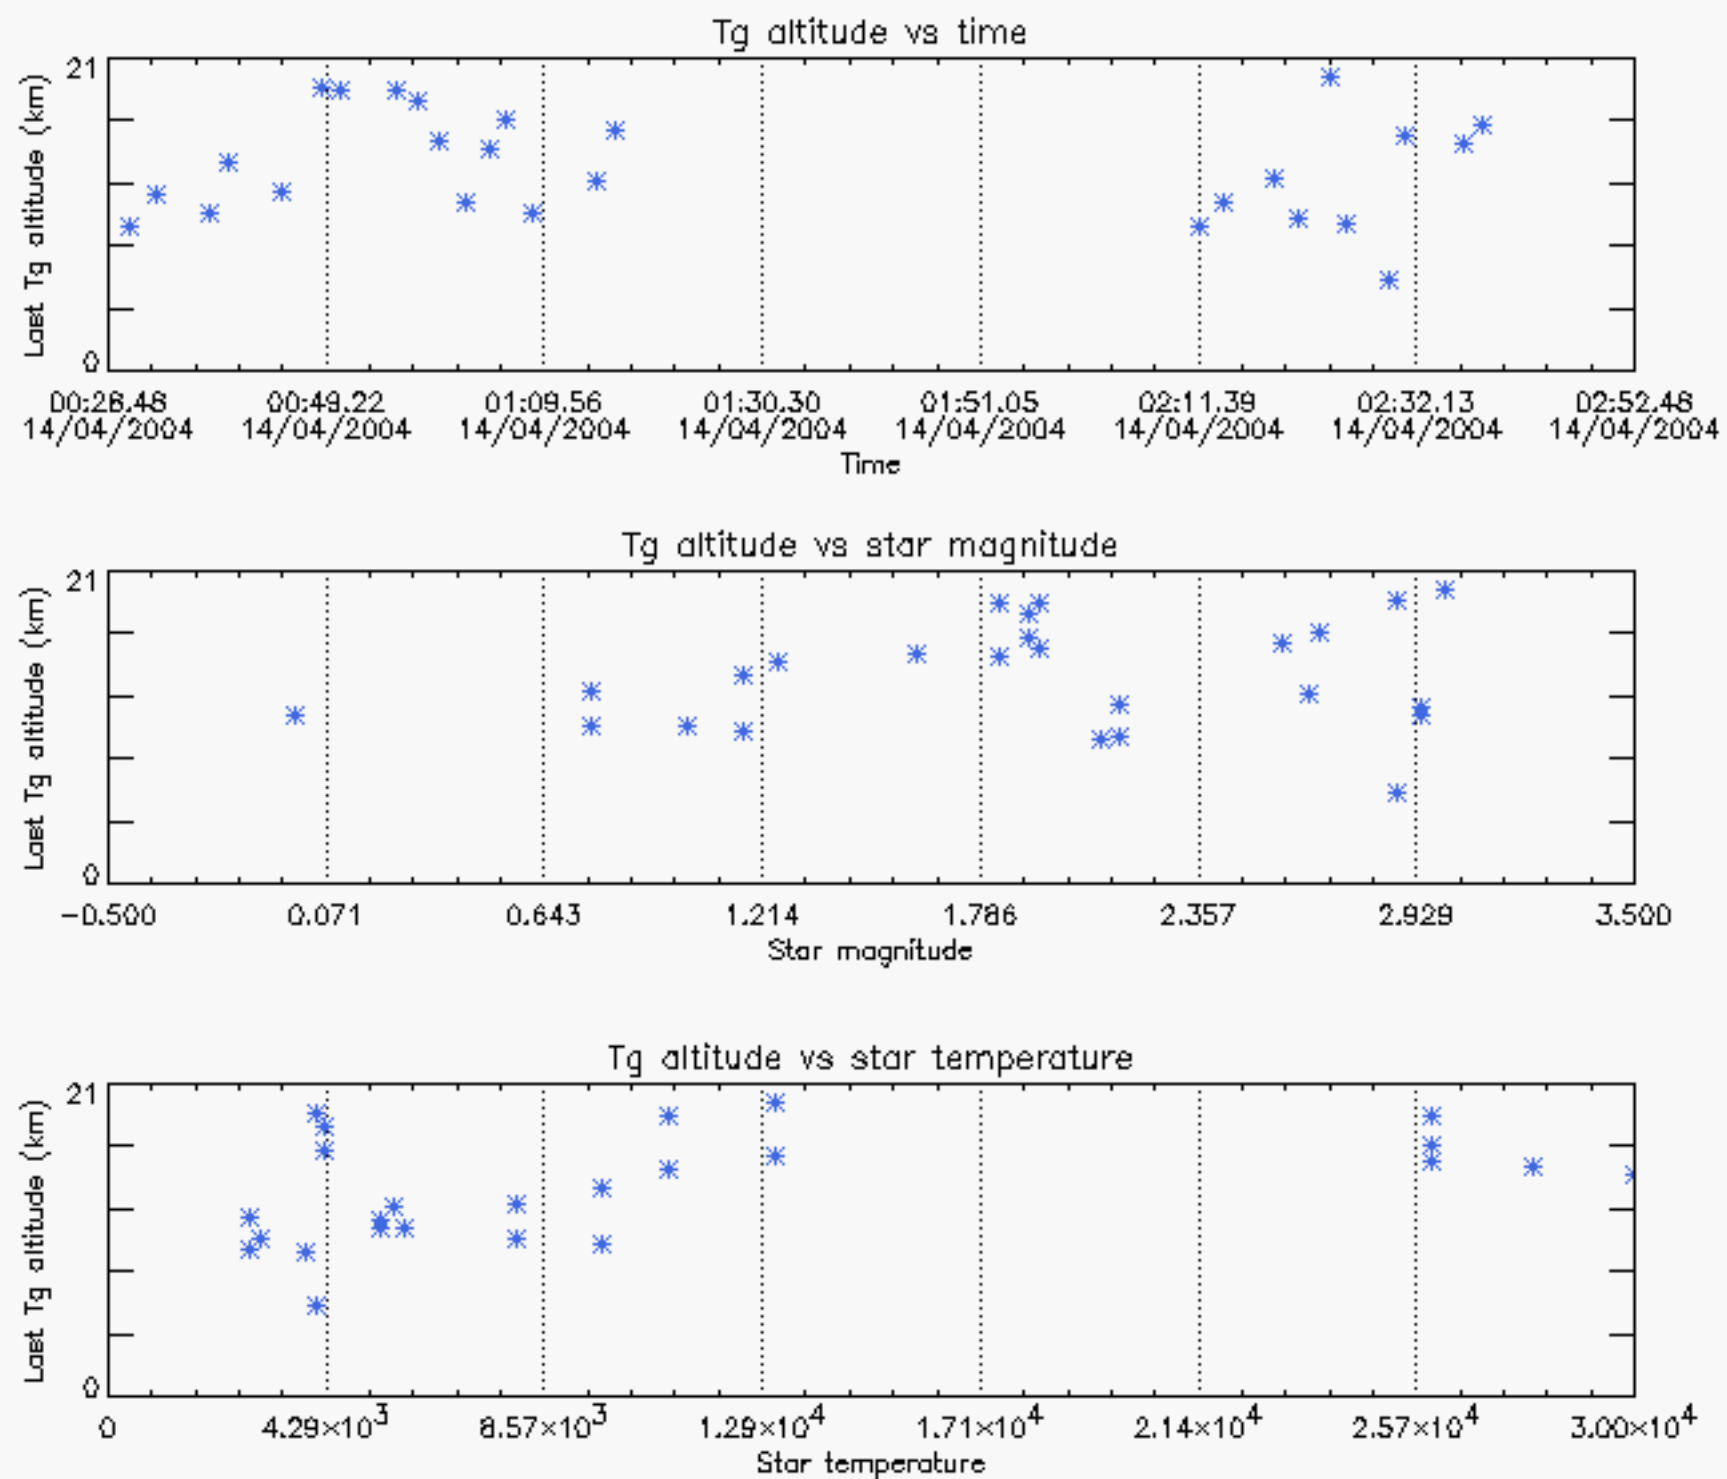 Tg altitude vs time
21
Last Tg altitude (km)
0
00:26.48 00:49.22 01:09.56 01:30.30 01:51.05 02:11.39 02:32.13 02:52.48
14/04/2004 14/04/2004 14/04/2004 14/04/2004 14/04/2004 14/04/2004 14/04/2004 14/04/2004
Time
Tg altitude vs star magnitude
21
Last Tg altitude (km)
0
-0.500 0.071 0.643 1.214 1.786 2.357 2.929 3.500
Star magnitude
Tg altitude vs star temperature
21
Last Tg altitude (km)
0
0 4.29×10³ 8.57×10³ 1.29×10⁴ 1.71×10⁴ 2.14×10⁴ 2.57×10⁴ 3.00×10⁴
Star temperature